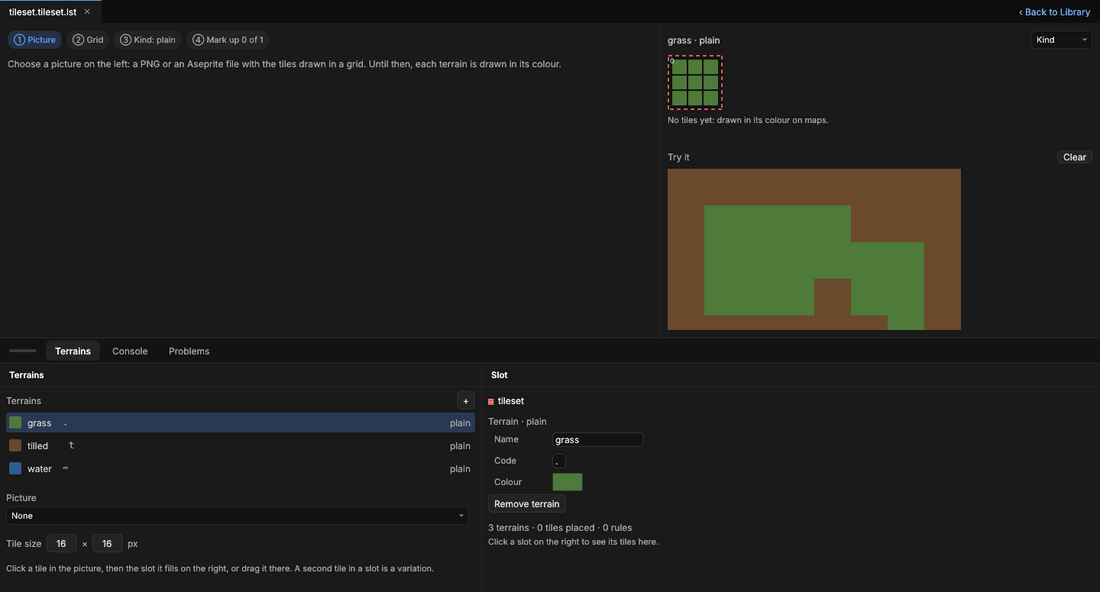 tileset.tileset.lst ×
‹ Back to Library
1 Picture 2 Grid 3 Kind: plain 4 Mark up 0 of 1
Choose a picture on the left: a PNG or an Aseprite file with the tiles drawn in a grid. Until then, each terrain is drawn in its colour.
grass · plain
Kind
0
No tiles yet: drawn in its colour on maps.
Try it
Clear
Terrains Console Problems
Terrains
Terrains
+
grass . plain
tilled t plain
water ~ plain
Picture
None
Tile size 16 × 16 px
Click a tile in the picture, then the slot it fills on the right, or drag it there. A second tile in a slot is a variation.
Slot
tileset
Terrain · plain
Name grass
Code .
Colour
Remove terrain
3 terrains · 0 tiles placed · 0 rules
Click a slot on the right to see its tiles here.